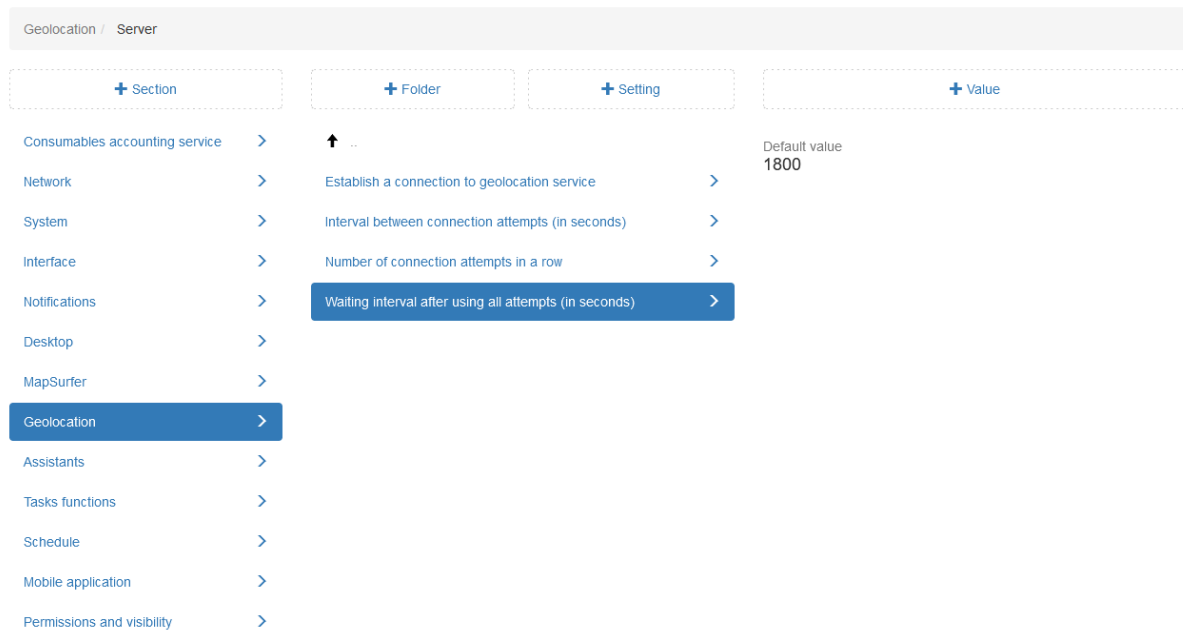 Geolocation / Server
+ Section
+ Folder
+ Setting
+ Value
Consumables accounting service
Network
System
Interface
Notifications
Desktop
MapSurfer
Geolocation
Assistants
Tasks functions
Schedule
Mobile application
Permissions and visibility
..
Establish a connection to geolocation service
Interval between connection attempts (in seconds)
Number of connection attempts in a row
Waiting interval after using all attempts (in seconds)
Default value
1800